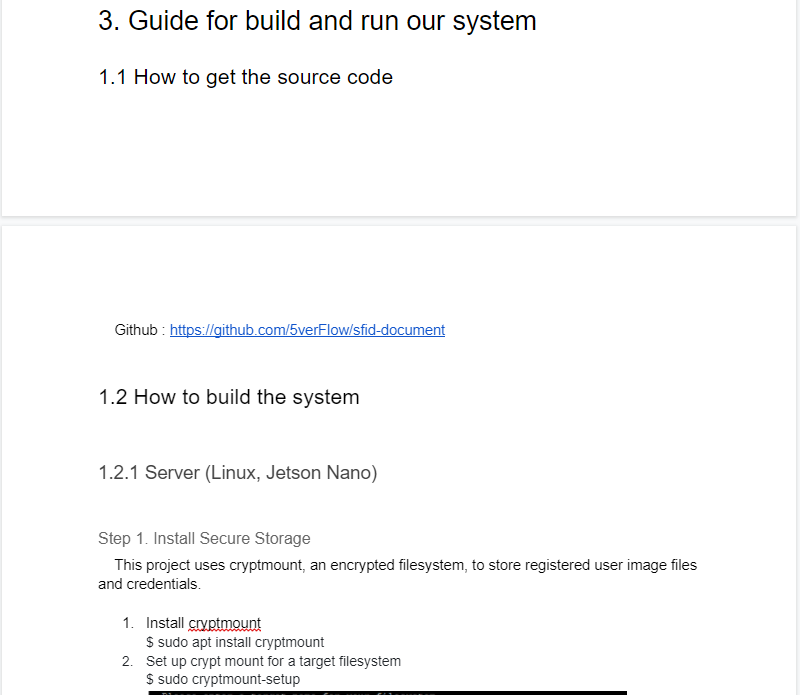 3. Guide for build and run our system
1.1 How to get the source code
Github : https://github.com/5verFlow/sfid-document
1.2 How to build the system
1.2.1 Server (Linux, Jetson Nano)
Step 1. Install Secure Storage
This project uses cryptmount, an encrypted filesystem, to store registered user image files
and credentials.
1. Install cryptmount
$ sudo apt install cryptmount
2. Set up crypt mount for a target filesystem
$ sudo cryptmount-setup